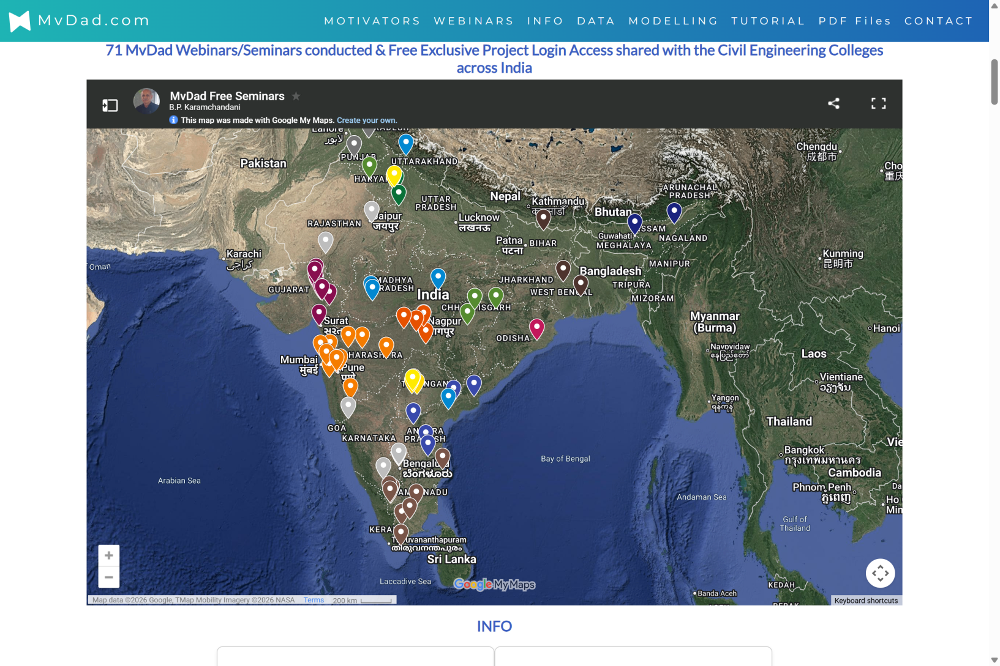 MvDad.com
MOTIVATORS WEBINARS INFO DATA MODELLING TUTORIAL PDF Files CONTACT
71 MvDad Webinars/Seminars conducted & Free Exclusive Project Login Access shared with the Civil Engineering Colleges
across India
MvDad Free Seminars
B.P. Karamchandani
This map was made with Google My Maps. Create your own.
Lahore
لاہور
PUNJAB
UTTARAKHAND
Pakistan
HARYA
UTTAR
PRADESH
Nepal
Kathmandu
Bhutan
ARUNACHAL
PRADESH
Chengdu
成都市
Cho
重庆
Jaipur
जयपुर
RAJASTHAN
Lucknow
लखनऊ
Patna
पटना
BIHAR
Guwahati
ASSAM
MEGHALAYA
NAGALAND
Karachi
کراچی
Oman
Kunming
昆明市
MANIPUR
Bangladesh
GUJARAT
MADHYA
PRADESH
India
JHARKHAND
WEST BENGAL
TRIPURA
MIZORAM
CHH ISGARH
Surat
सूरत
Nagpur
नागपूर
ODISHA
Myanmar
(Burma)
Hanoi
Naypyidaw
နေပြည်တော်
Laos
Mumbai
मुंबई
HARASHTRA
Pune
पुणे
T NGAN
Vientiane
ວຽງຈັນ
Yangon
ရန်ကုန်
Thailand
GOA
KARNATAKA
ANDHRA
PRADESH
Vie
Bay of Bengal
Bangkok
กรุงเทพมหานคร
Bengaluru
ಬೆಂಗಳೂರು
Cambodia
Arabian Sea
Phnom Penh
ភ្នំពេញ
Da
Ho
Min
AMI NADU
Andaman Sea
Gulf of
Thailand
KERA
Thiruvananthapuram
തിരുവനന്തപുരം
Sri Lanka
Laccadive Sea
Google My Maps
KEDAH
Banda Aceh
PERAK
Map data ©2026 Google, TMap Mobility Imagery ©2026 NASA Terms 200 km
Keyboard shortcuts
INFO